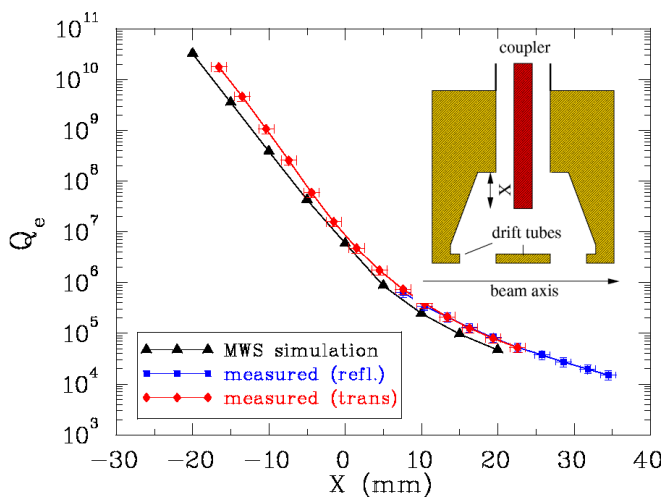 10^11
10^10
10^9
10^8
10^7
10^6
10^5
10^4
10^3
Q_e
coupler
X
drift tubes
beam axis
MWS simulation
measured (refl.)
measured (trans)
−30 −20 −10 0 10 20 30 40
X (mm)